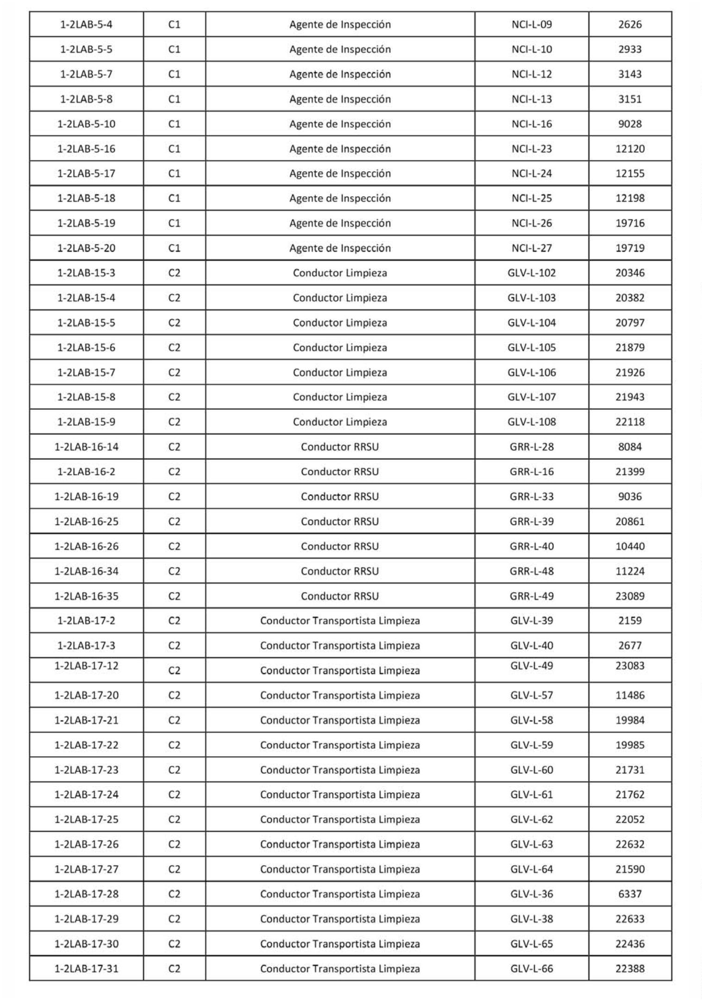 1-2LAB-5-4 C1 Agente de Inspección NCI-L-09 2626
1-2LAB-5-5 C1 Agente de Inspección NCI-L-10 2933
1-2LAB-5-7 C1 Agente de Inspección NCI-L-12 3143
1-2LAB-5-8 C1 Agente de Inspección NCI-L-13 3151
1-2LAB-5-10 C1 Agente de Inspección NCI-L-16 9028
1-2LAB-5-16 C1 Agente de Inspección NCI-L-23 12120
1-2LAB-5-17 C1 Agente de Inspección NCI-L-24 12155
1-2LAB-5-18 C1 Agente de Inspección NCI-L-25 12198
1-2LAB-5-19 C1 Agente de Inspección NCI-L-26 19716
1-2LAB-5-20 C1 Agente de Inspección NCI-L-27 19719
1-2LAB-15-3 C2 Conductor Limpieza GLV-L-102 20346
1-2LAB-15-4 C2 Conductor Limpieza GLV-L-103 20382
1-2LAB-15-5 C2 Conductor Limpieza GLV-L-104 20797
1-2LAB-15-6 C2 Conductor Limpieza GLV-L-105 21879
1-2LAB-15-7 C2 Conductor Limpieza GLV-L-106 21926
1-2LAB-15-8 C2 Conductor Limpieza GLV-L-107 21943
1-2LAB-15-9 C2 Conductor Limpieza GLV-L-108 22118
1-2LAB-16-14 C2 Conductor RRSU GRR-L-28 8084
1-2LAB-16-2 C2 Conductor RRSU GRR-L-16 21399
1-2LAB-16-19 C2 Conductor RRSU GRR-L-33 9036
1-2LAB-16-25 C2 Conductor RRSU GRR-L-39 20861
1-2LAB-16-26 C2 Conductor RRSU GRR-L-40 10440
1-2LAB-16-34 C2 Conductor RRSU GRR-L-48 11224
1-2LAB-16-35 C2 Conductor RRSU GRR-L-49 23089
1-2LAB-17-2 C2 Conductor Transportista Limpieza GLV-L-39 2159
1-2LAB-17-3 C2 Conductor Transportista Limpieza GLV-L-40 2677
1-2LAB-17-12 C2 Conductor Transportista Limpieza GLV-L-49 23083
1-2LAB-17-20 C2 Conductor Transportista Limpieza GLV-L-57 11486
1-2LAB-17-21 C2 Conductor Transportista Limpieza GLV-L-58 19984
1-2LAB-17-22 C2 Conductor Transportista Limpieza GLV-L-59 19985
1-2LAB-17-23 C2 Conductor Transportista Limpieza GLV-L-60 21731
1-2LAB-17-24 C2 Conductor Transportista Limpieza GLV-L-61 21762
1-2LAB-17-25 C2 Conductor Transportista Limpieza GLV-L-62 22052
1-2LAB-17-26 C2 Conductor Transportista Limpieza GLV-L-63 22632
1-2LAB-17-27 C2 Conductor Transportista Limpieza GLV-L-64 21590
1-2LAB-17-28 C2 Conductor Transportista Limpieza GLV-L-36 6337
1-2LAB-17-29 C2 Conductor Transportista Limpieza GLV-L-38 22633
1-2LAB-17-30 C2 Conductor Transportista Limpieza GLV-L-65 22436
1-2LAB-17-31 C2 Conductor Transportista Limpieza GLV-L-66 22388